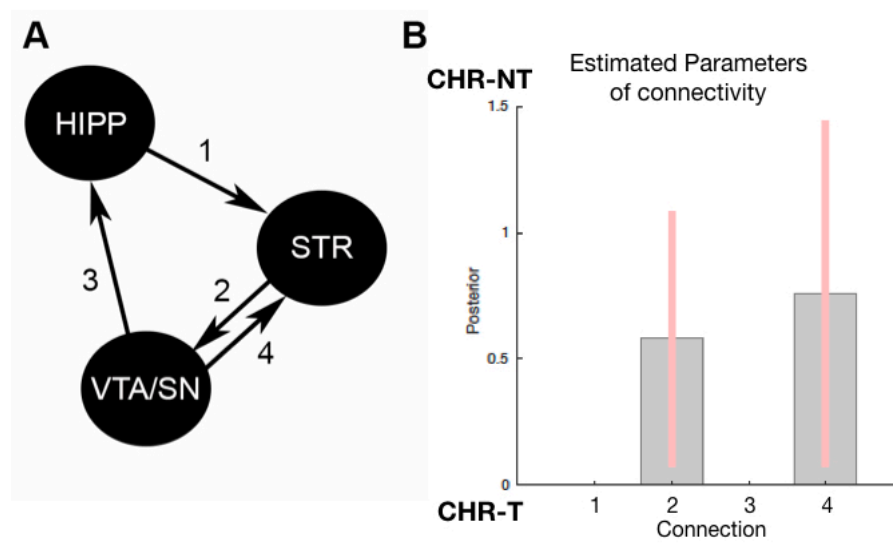 A
HIPP
1
STR
3
2
4
VTA/SN
B
CHR-NT
Estimated Parameters
of connectivity
1.5
1
0.5
0
Posterior
CHR-T
1 2 3 4
Connection